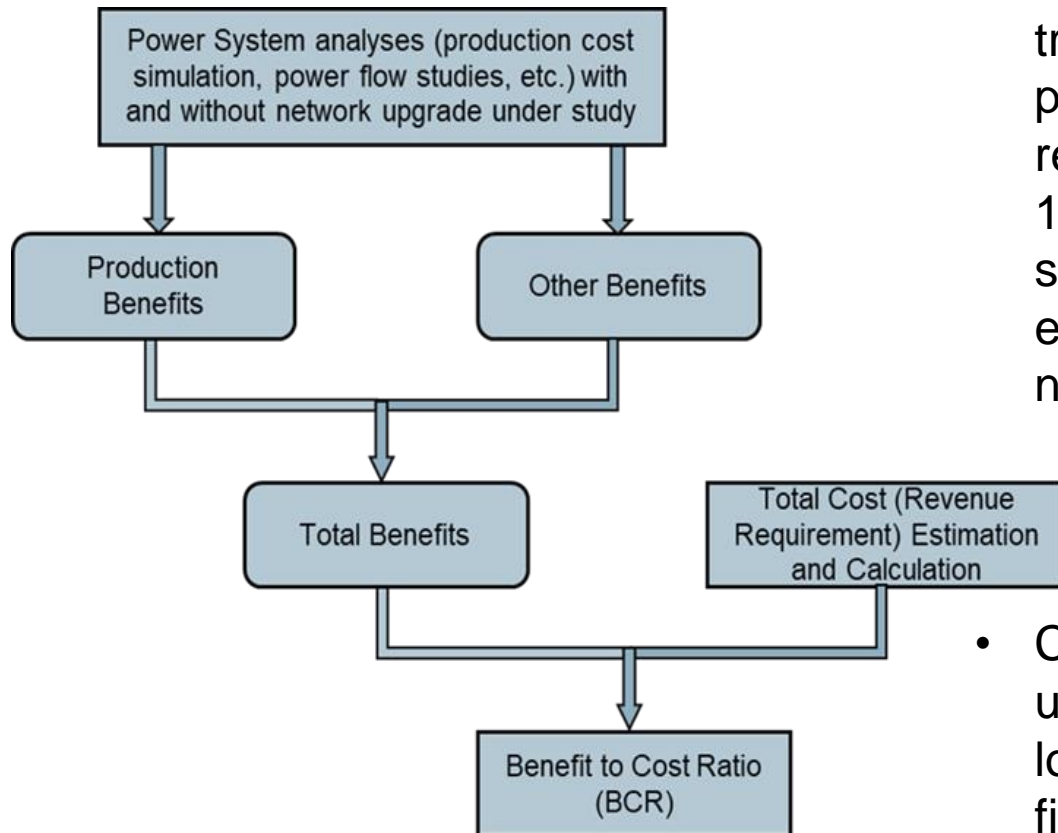 Power System analyses (production cost
simulation, power flow studies, etc.) with
and without network upgrade under study
Production
Benefits
Other Benefits
Total Benefits
Total Cost (Revenue
Requirement) Estimation
and Calculation
Benefit to Cost Ratio
(BCR)